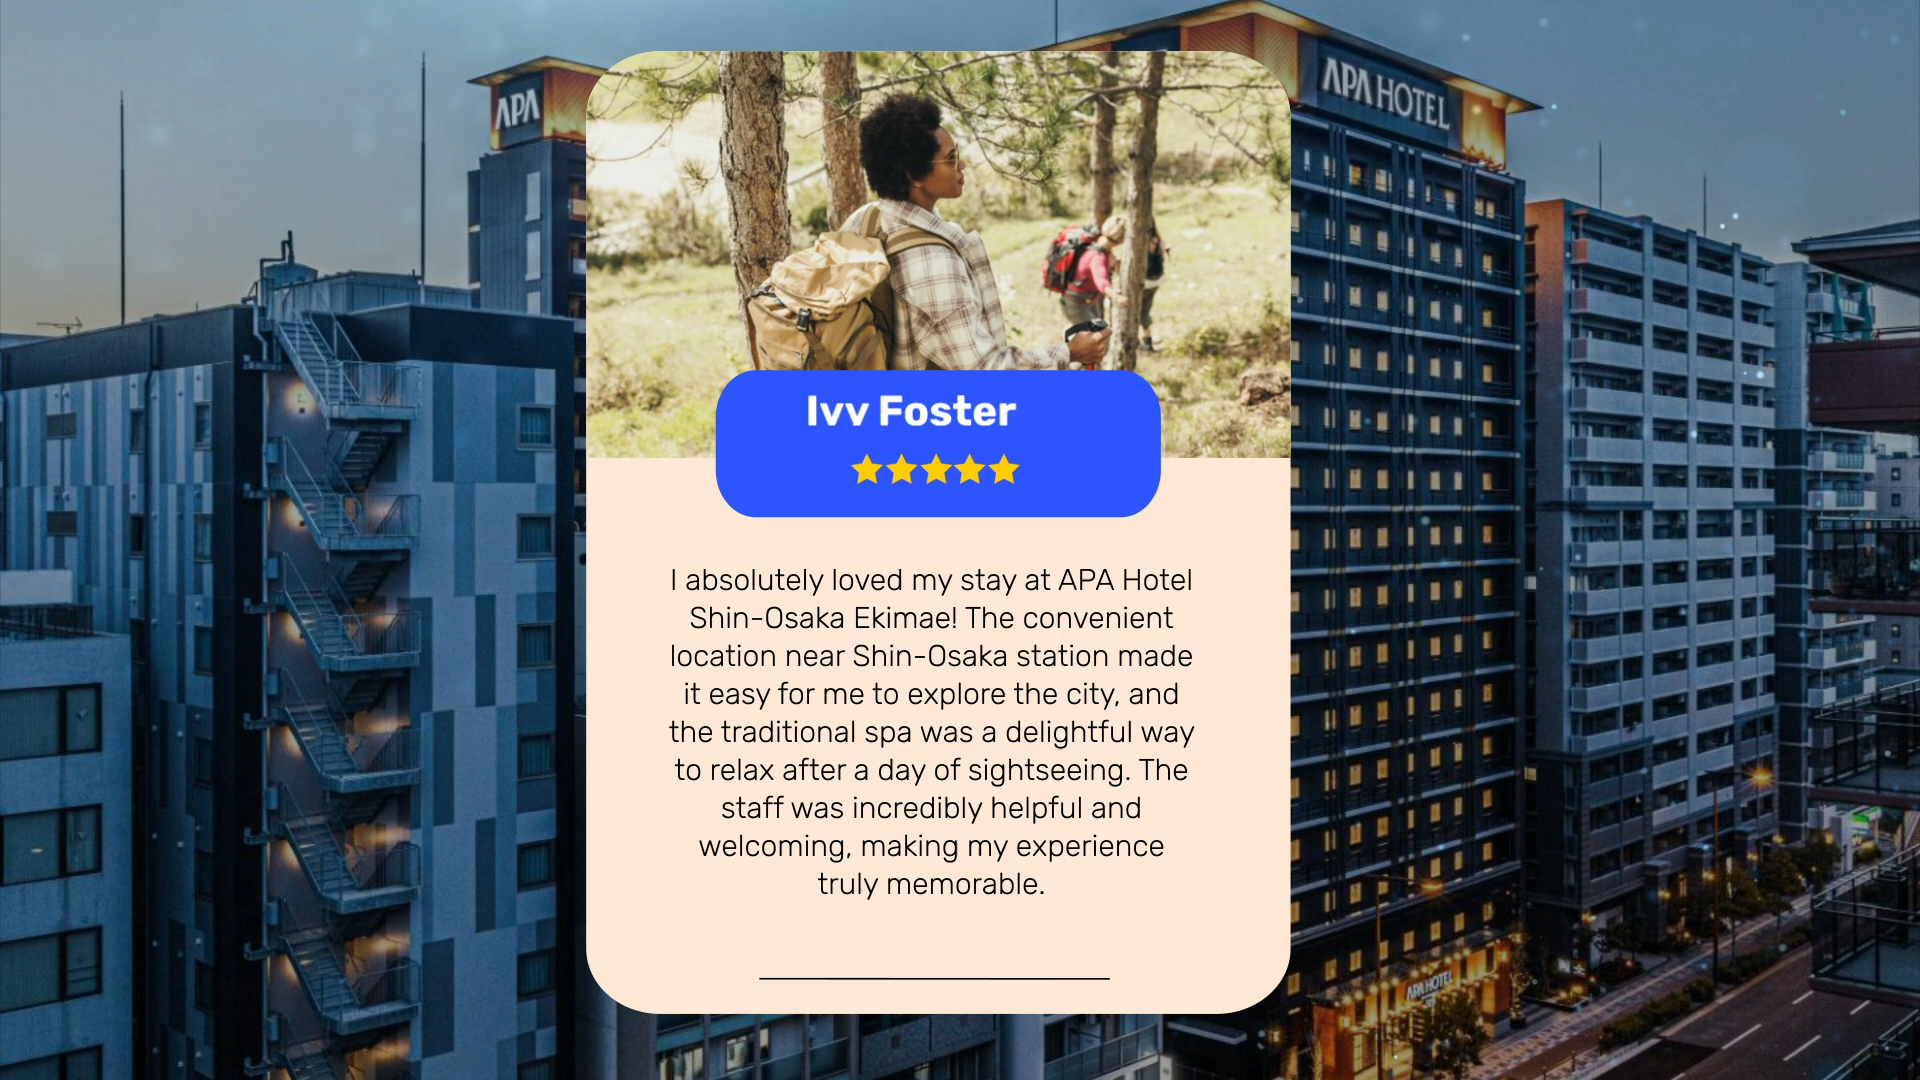 APA
APA HOTEL
Ivv Foster
I absolutely loved my stay at APA Hotel
Shin-Osaka Ekimae! The convenient
location near Shin-Osaka station made
it easy for me to explore the city, and
the traditional spa was a delightful way
to relax after a day of sightseeing. The
staff was incredibly helpful and
welcoming, making my experience
truly memorable.
APA HOTEL